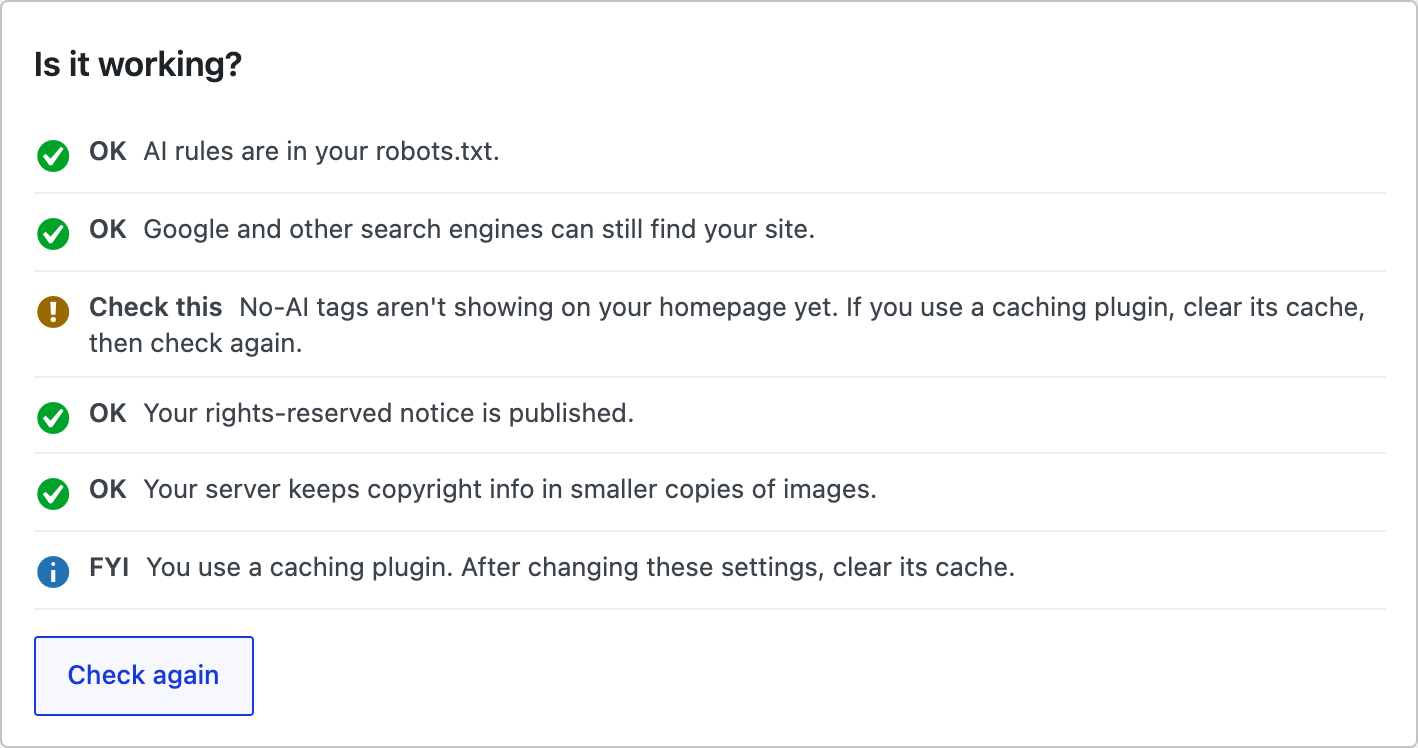 Is it working?
OK AI rules are in your robots.txt.
OK Google and other search engines can still find your site.
Check this No-AI tags aren't showing on your homepage yet. If you use a caching plugin, clear its cache,
then check again.
OK Your rights-reserved notice is published.
OK Your server keeps copyright info in smaller copies of images.
FYI You use a caching plugin. After changing these settings, clear its cache.
Check again